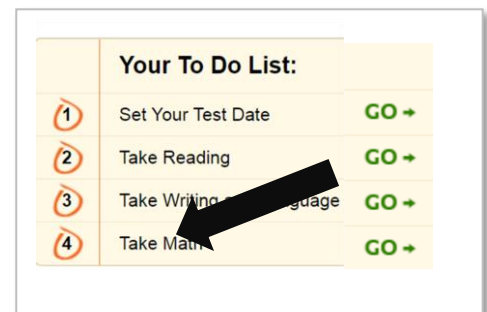 Your To Do List:
1 Set Your Test Date GO →
2 Take Reading GO →
3 Take Writing GO →
4 Take Math GO →